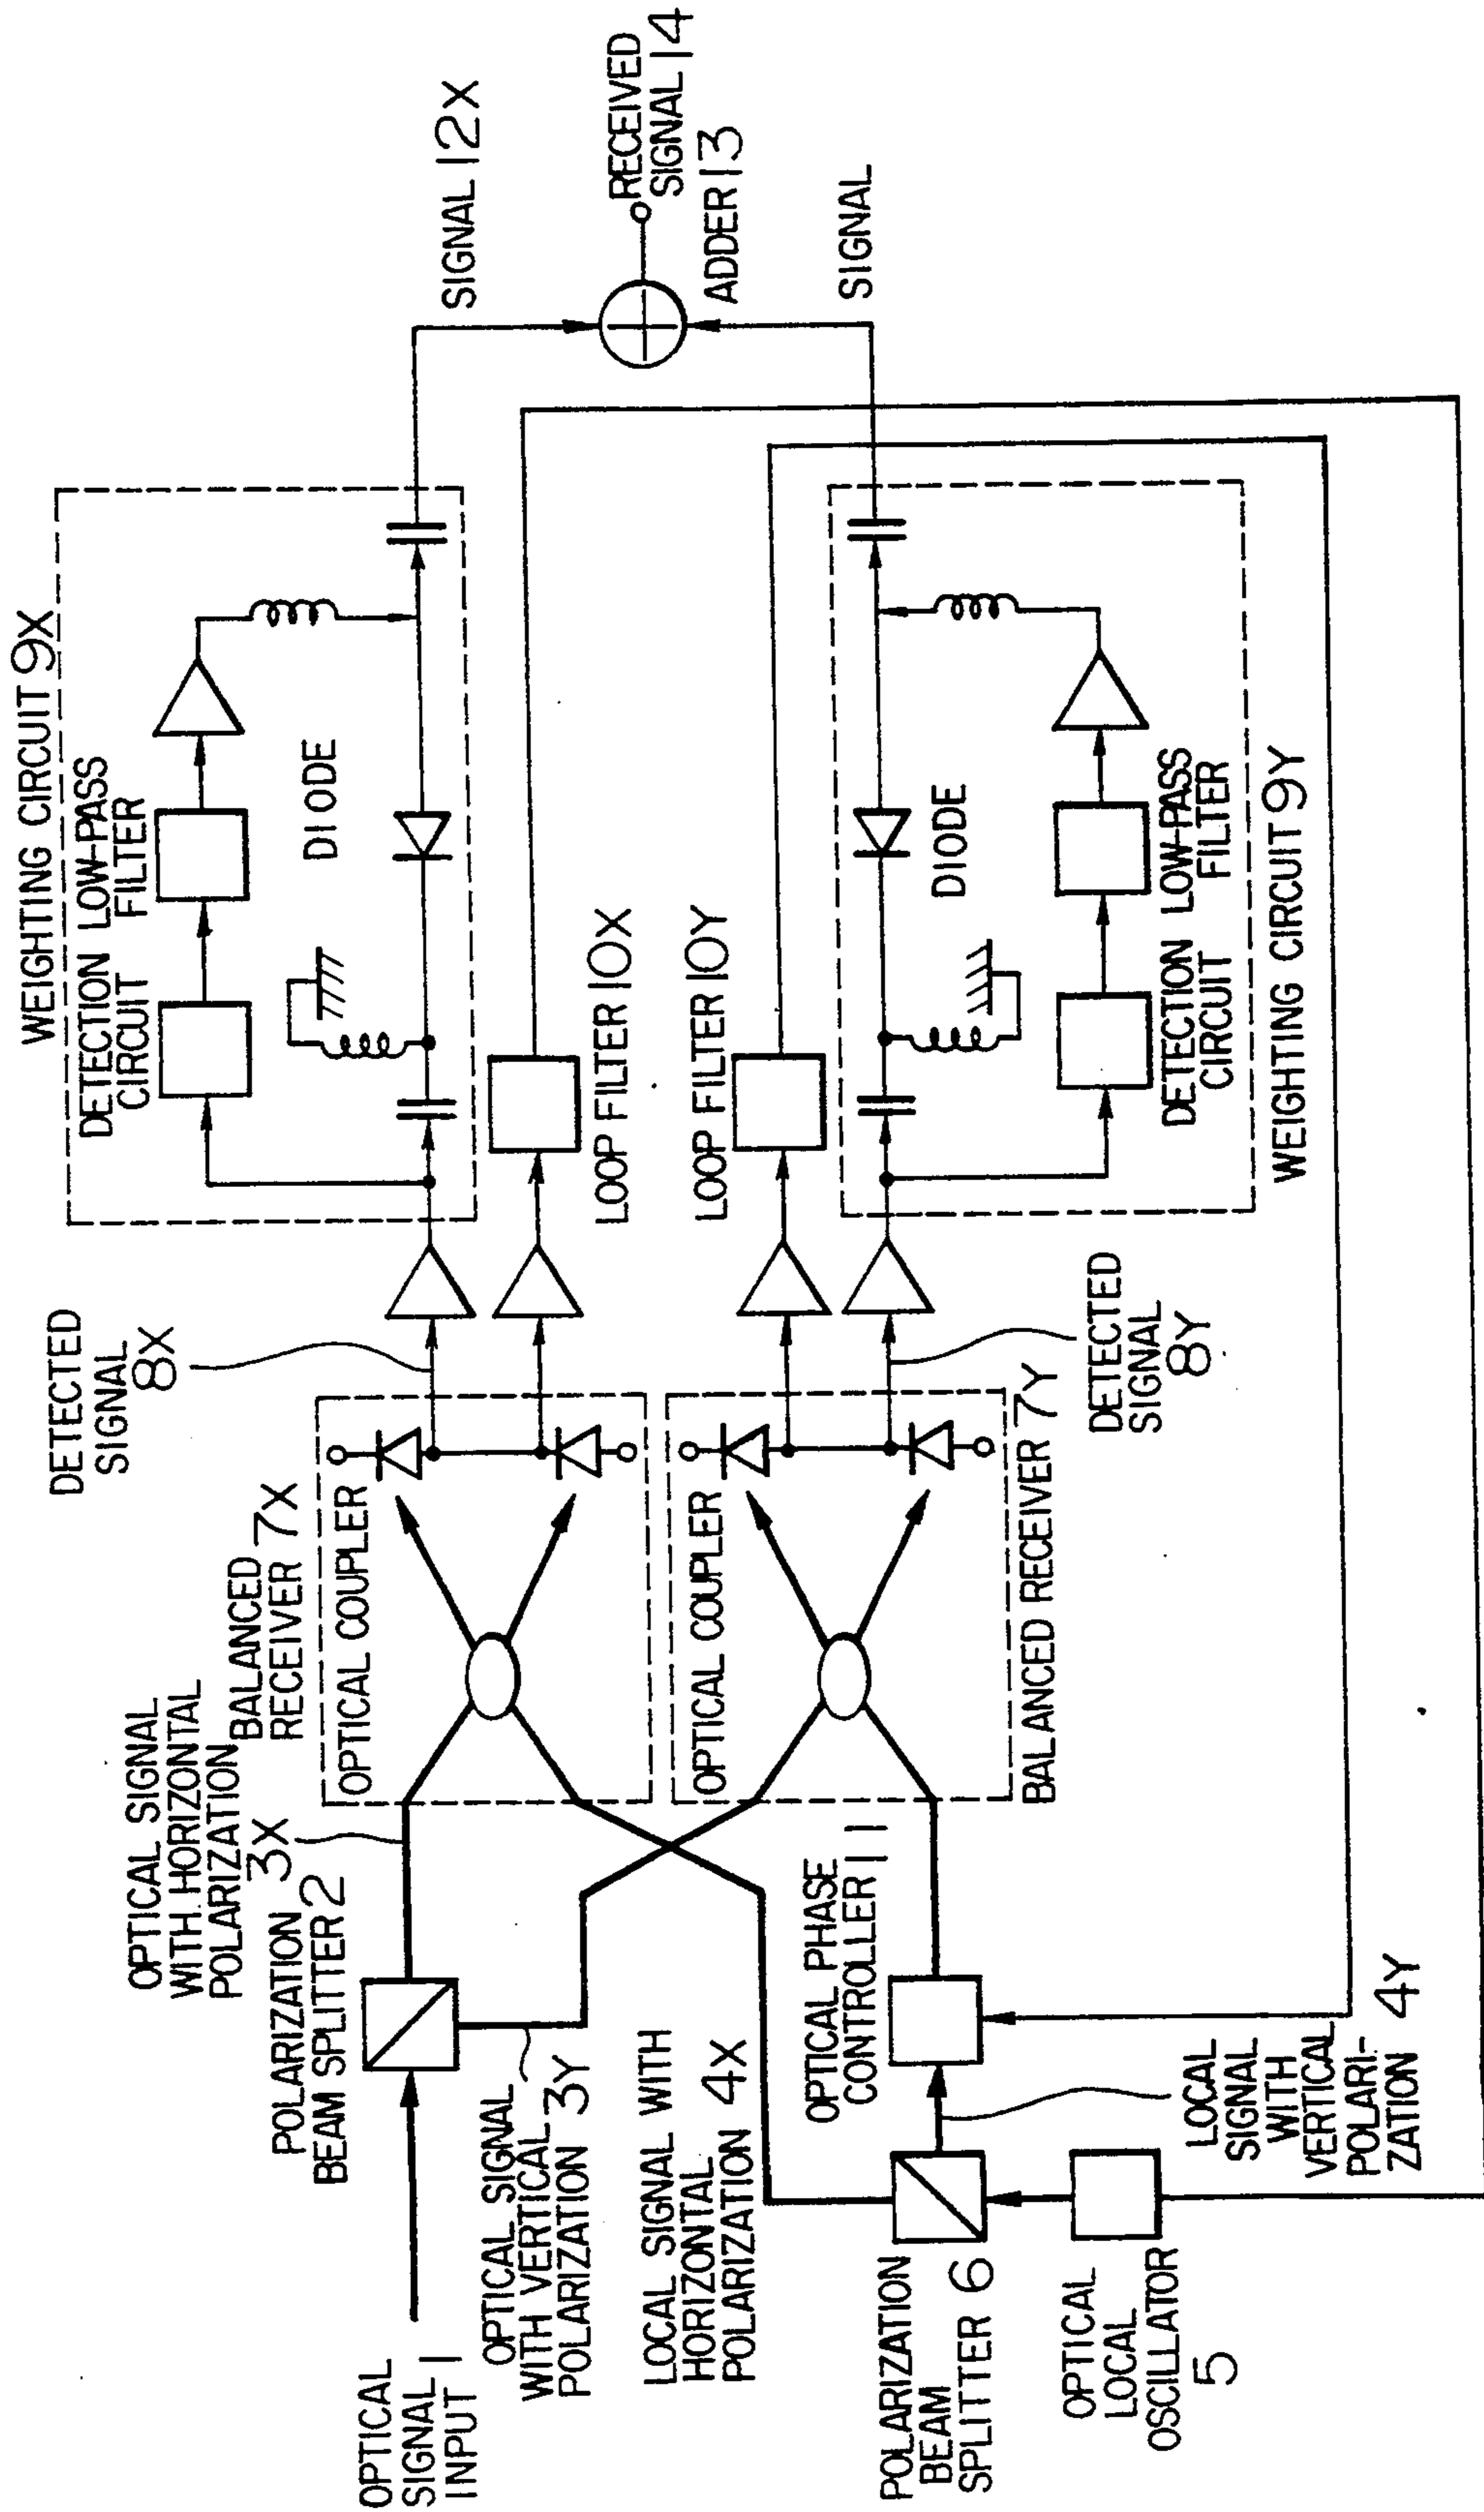 OPTICAL
SIGNAL 1
INPUT
OPTICAL SIGNAL
WITH HORIZONTAL
POLARIZATION
3X
POLARIZATION
BEAM SPLITTER 2
OPTICAL SIGNAL
WITH VERTICAL
POLARIZATION 3Y
LOCAL SIGNAL WITH
HORIZONTAL
POLARIZATION 4X
POLARIZATION
BEAM
SPLITTER 6
OPTICAL
LOCAL
OSCILLATOR
5
OPTICAL PHASE
CONTROLLER 11
LOCAL
SIGNAL
WITH
VERTICAL
POLARI-
ZATION 4Y
BALANCED
RECEIVER 7X
OPTICAL COUPLER
OPTICAL COUPLER
BALANCED RECEIVER 7Y
DETECTED
SIGNAL
8X
DETECTED
SIGNAL
8Y
WEIGHTING CIRCUIT 9X
DETECTION LOW-PASS
CIRCUIT FILTER
DIODE
LOOP FILTER 10X
LOOP FILTER 10Y
DIODE
DETECTION LOW-PASS
CIRCUIT FILTER
WEIGHTING CIRCUIT 9Y
SIGNAL 12X
RECEIVED
SIGNAL 14
ADDER 13
SIGNAL